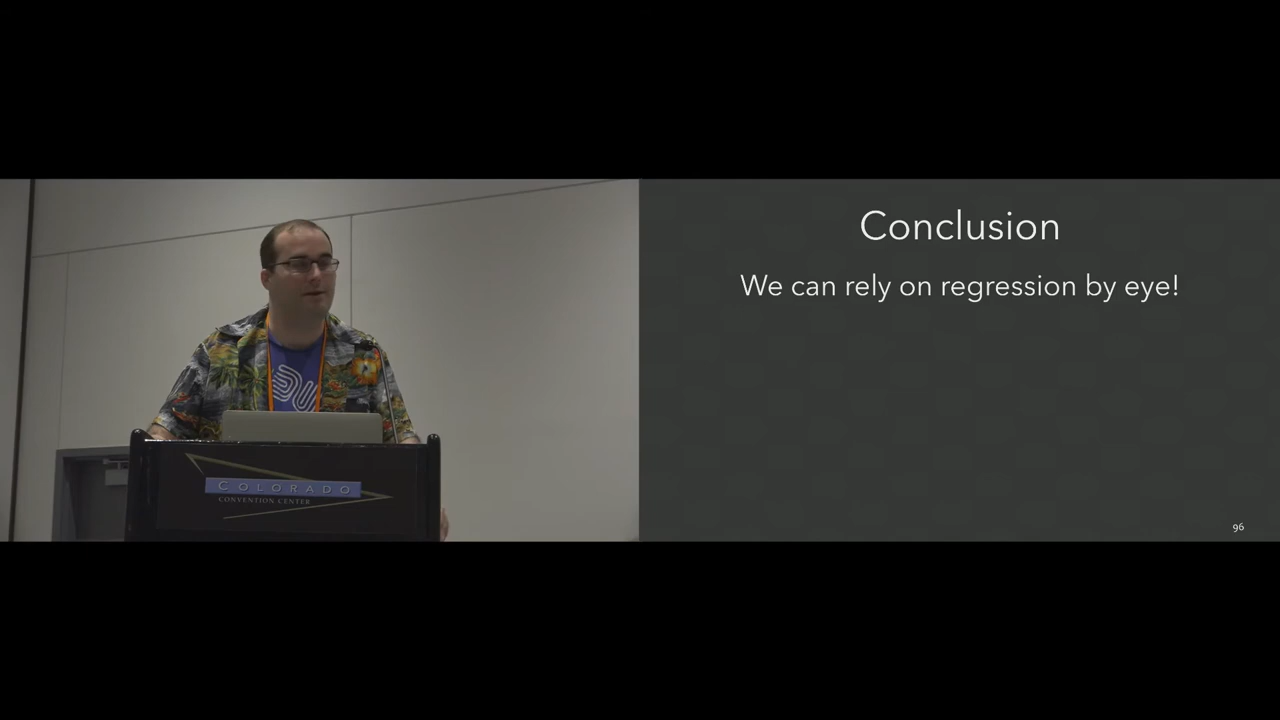 Conclusion
We can rely on regression by eye!
COLORADO
CONVENTION CENTER
96